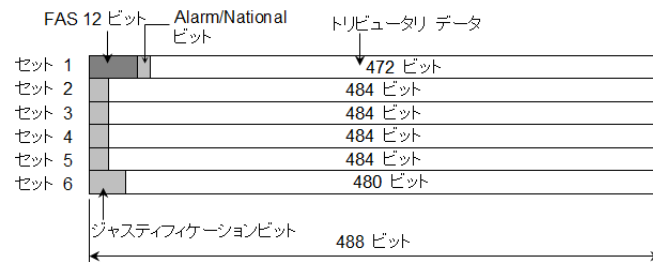 FAS 12 ビット
Alarm/National
ビット
トリビュータリ データ
セット 1
472 ビット
セット 2
484 ビット
セット 3
484 ビット
セット 4
484 ビット
セット 5
484 ビット
セット 6
480 ビット
ジャスティフィケーションビット
488 ビット